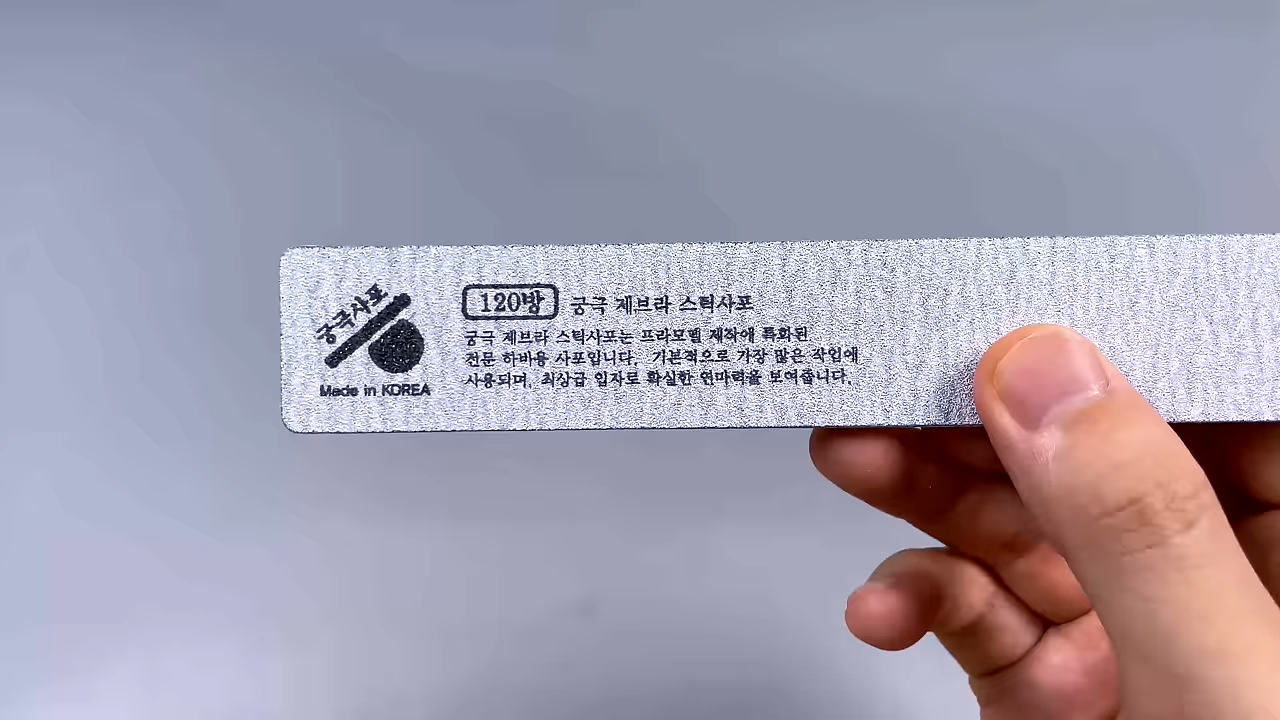 궁극사포
Made in KOREA
120방 궁극 제브라 스틱사포
궁극 제브라 스틱사포는 프라모델 제작에 특화된
전문 하비용 사포입니다. 기본적으로 가장 많은 작업에
사용되며, 최상급 입자로 확실한 연마력을 보여줍니다.